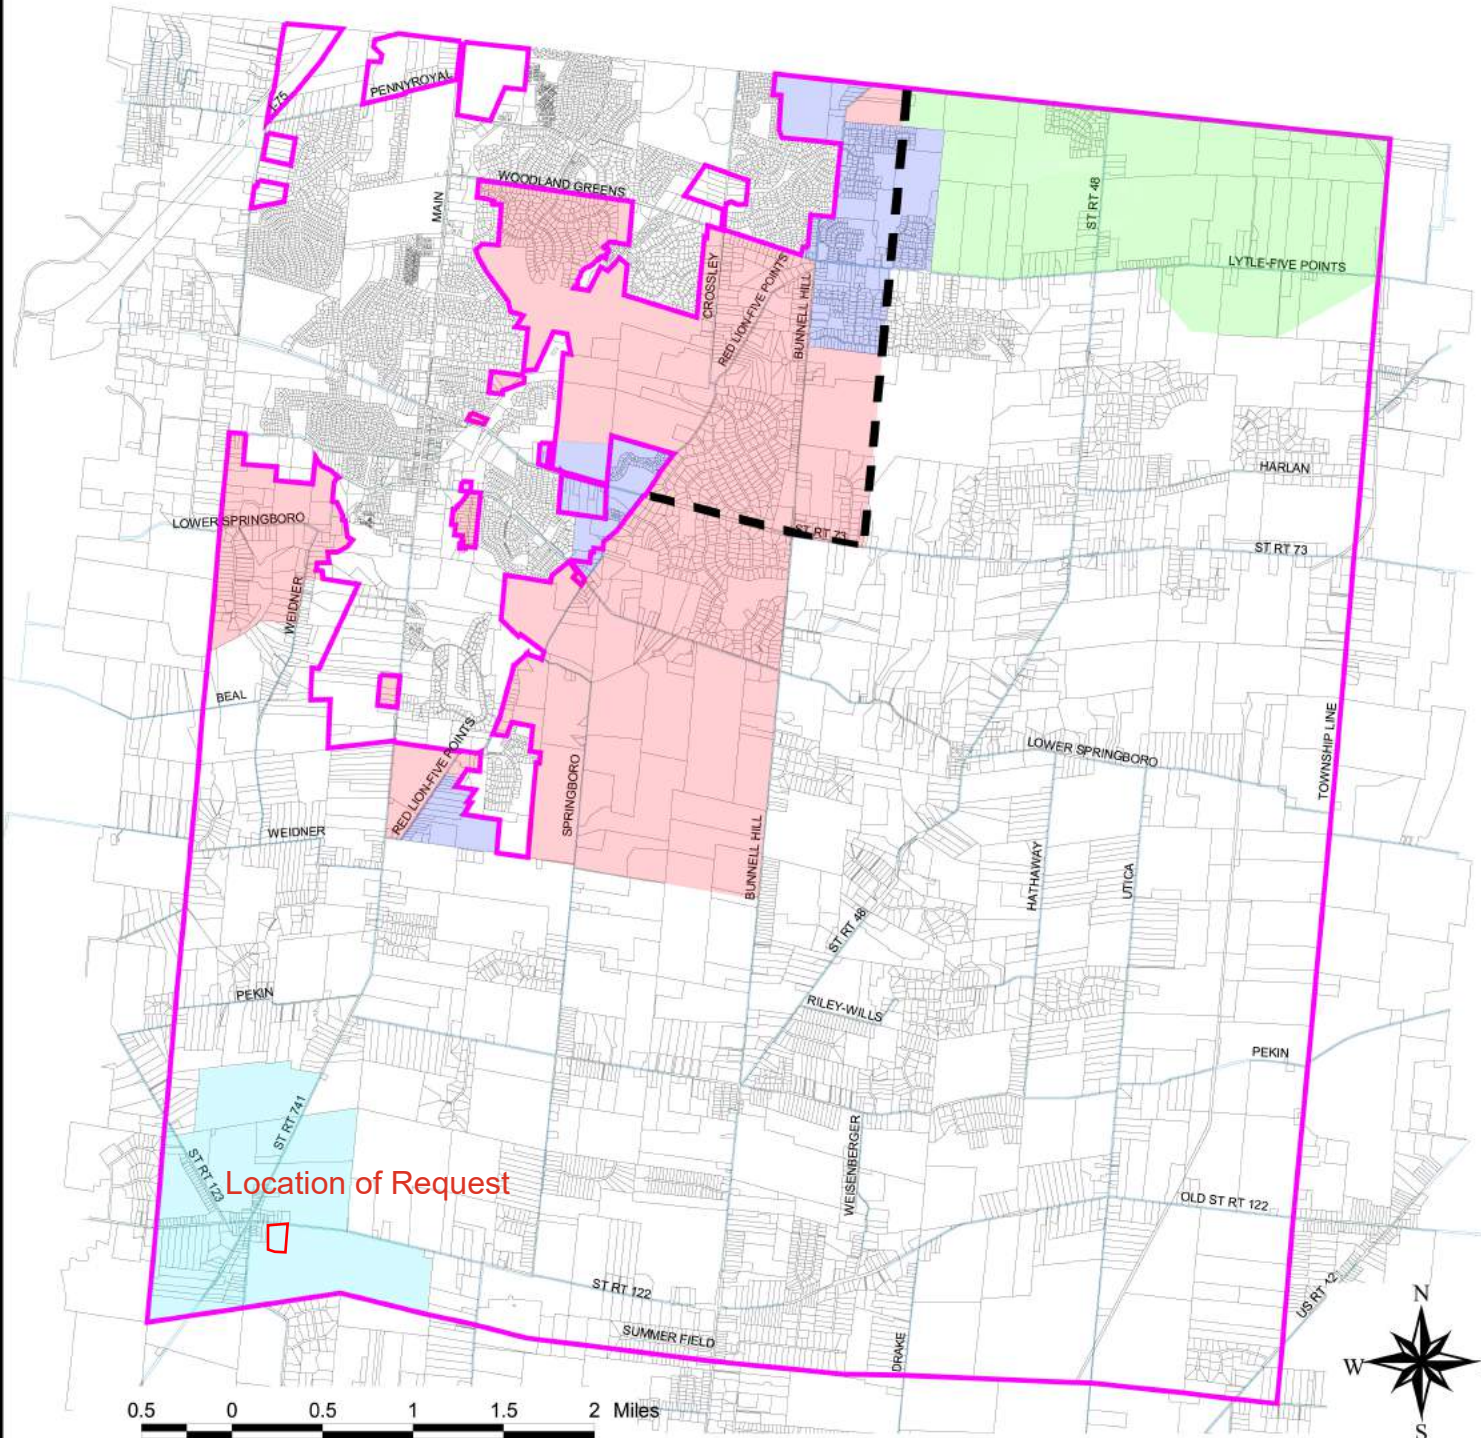 PENNYROYAL
I-75
WOODLAND GREENS
MAIN
ST RT 48
LYTLE-FIVE POINTS
CROSSLEY
RED LION-FIVE POINTS
BUNNELL HILL
HARLAN
LOWER SPRINGBORO
ST RT 73
ST RT 73
WEIDNER
BEAL
RED LION-FIVE POINTS
LOWER SPRINGBORO
TOWNSHIP LINE
SPRINGBORO
WEIDNER
BUNNELL HILL
HATHAWAY
UTICA
ST RT 48
PEKIN
RILEY-WILLS
PEKIN
ST RT 741
WEISENBERGER
ST RT 123
Location of Request
OLD ST RT 122
ST RT 122
US RT 42
SUMMER FIELD
DRAKE
N
W
S
0.5 0 0.5 1 1.5 2 Miles